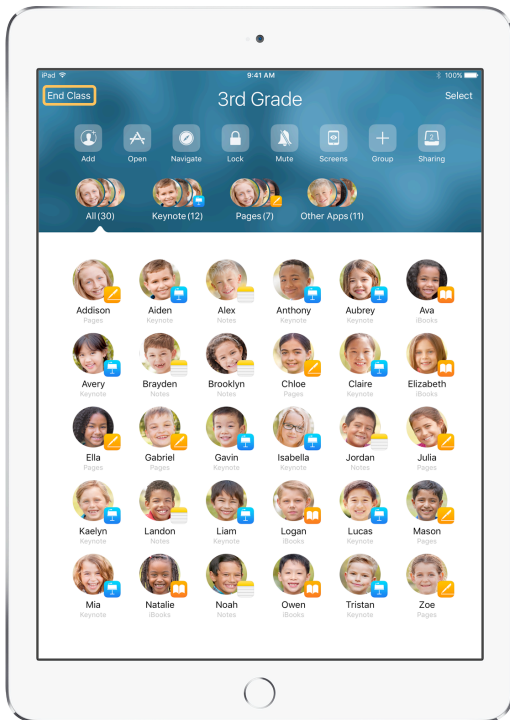 iPad 9:41 AM 100%
End Class 3rd Grade Select
Add Open Navigate Lock Mute Screens Group Sharing
2
All (30) Keynote (12) Pages (7) Other Apps (11)
Addison Aiden Alex Anthony Aubrey Ava
Pages Keynote Notes Keynote Keynote iBooks
Avery Brayden Brooklyn Chloe Claire Elizabeth
Keynote Notes Notes Pages Keynote iBooks
Ella Gabriel Gavin Isabella Jordan Julia
Pages Pages Keynote Keynote Notes Pages
Kaelyn Landon Liam Logan Lucas Mason
Keynote Notes Keynote iBooks Keynote Pages
Mia Natalie Noah Owen Tristan Zoe
Keynote iBooks Notes iBooks Keynote Pages